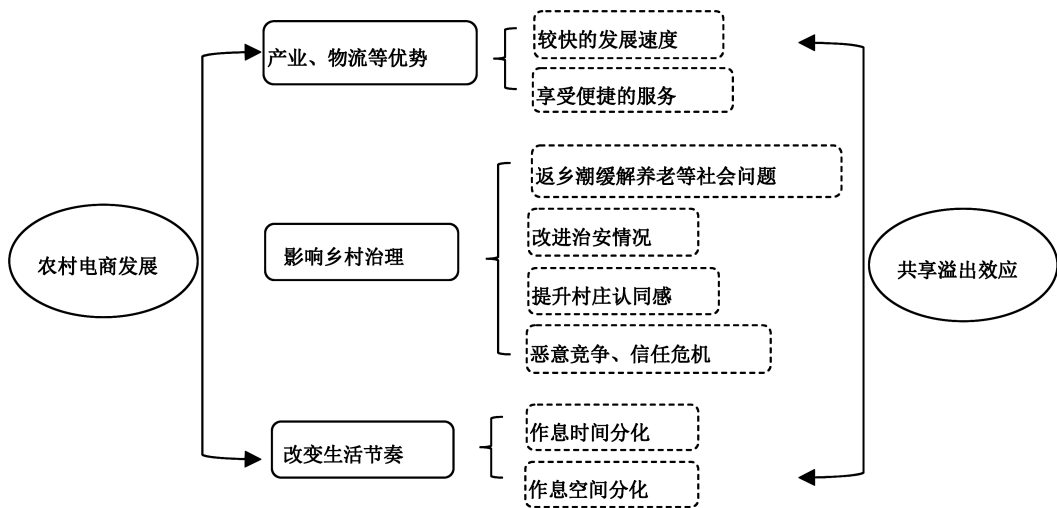 农村电商发展
产业、物流等优势
较快的发展速度
享受便捷的服务
影响乡村治理
返乡潮缓解养老等社会问题
改进治安情况
提升村庄认同感
恶意竞争、信任危机
改变生活节奏
作息时间分化
作息空间分化
共享溢出效应